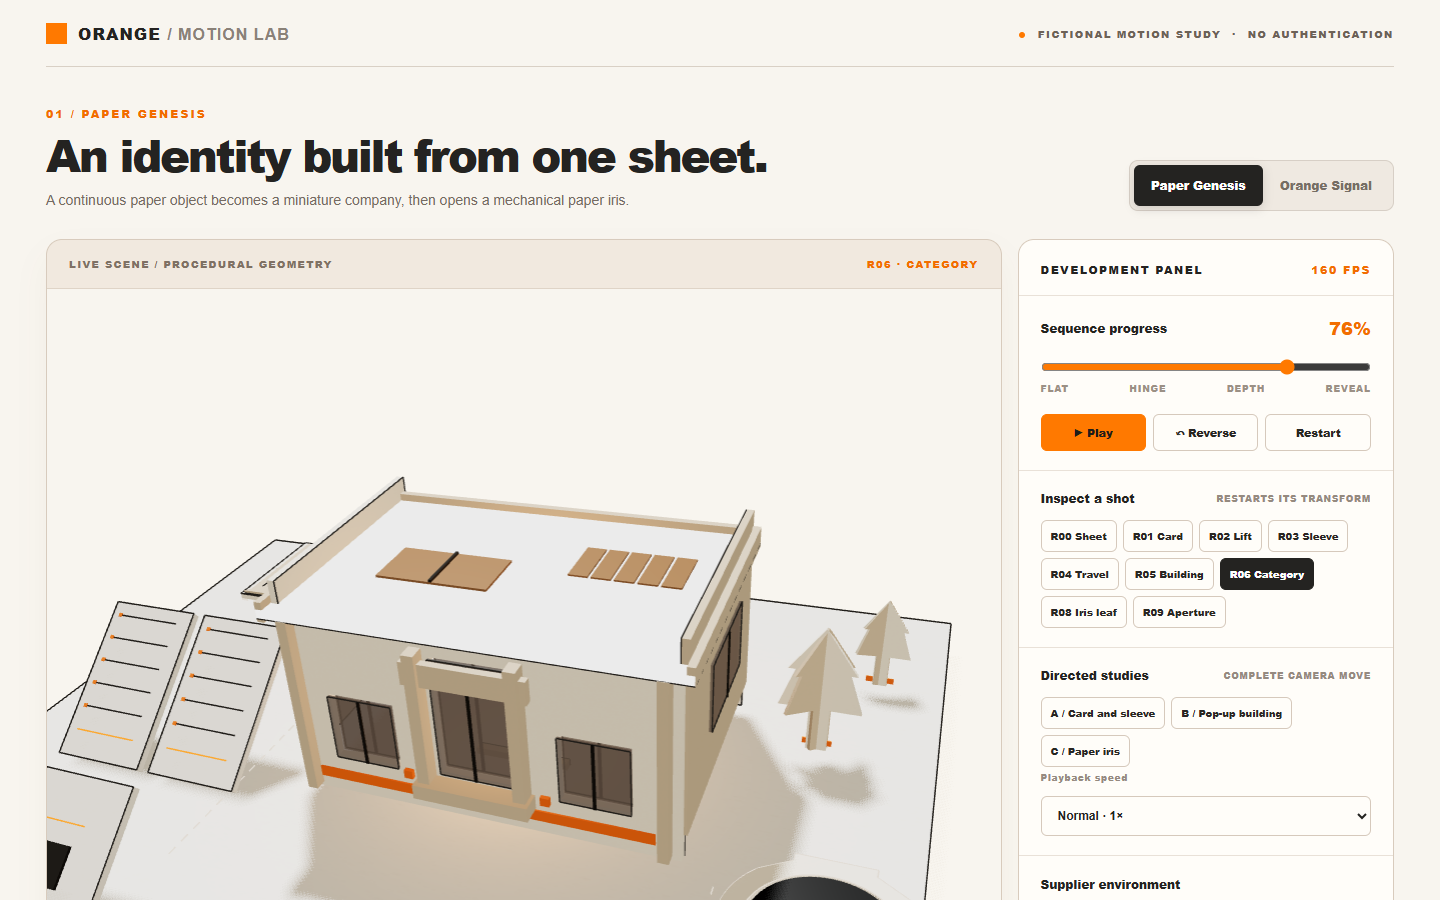 ORANGE / MOTION LAB
FICTIONAL MOTION STUDY · NO AUTHENTICATION
01 / PAPER GENESIS
An identity built from one sheet.
A continuous paper object becomes a miniature company, then opens a mechanical paper iris.
Paper Genesis
Orange Signal
LIVE SCENE / PROCEDURAL GEOMETRY
R06 · CATEGORY
DEVELOPMENT PANEL
160 FPS
Sequence progress
76%
FLAT
HINGE
DEPTH
REVEAL
Play
Reverse
Restart
Inspect a shot
RESTARTS ITS TRANSFORM
R00 Sheet
R01 Card
R02 Lift
R03 Sleeve
R04 Travel
R05 Building
R06 Category
R08 Iris leaf
R09 Aperture
Directed studies
COMPLETE CAMERA MOVE
A / Card and sleeve
B / Pop-up building
C / Paper iris
Playback speed
Normal · 1×
Supplier environment